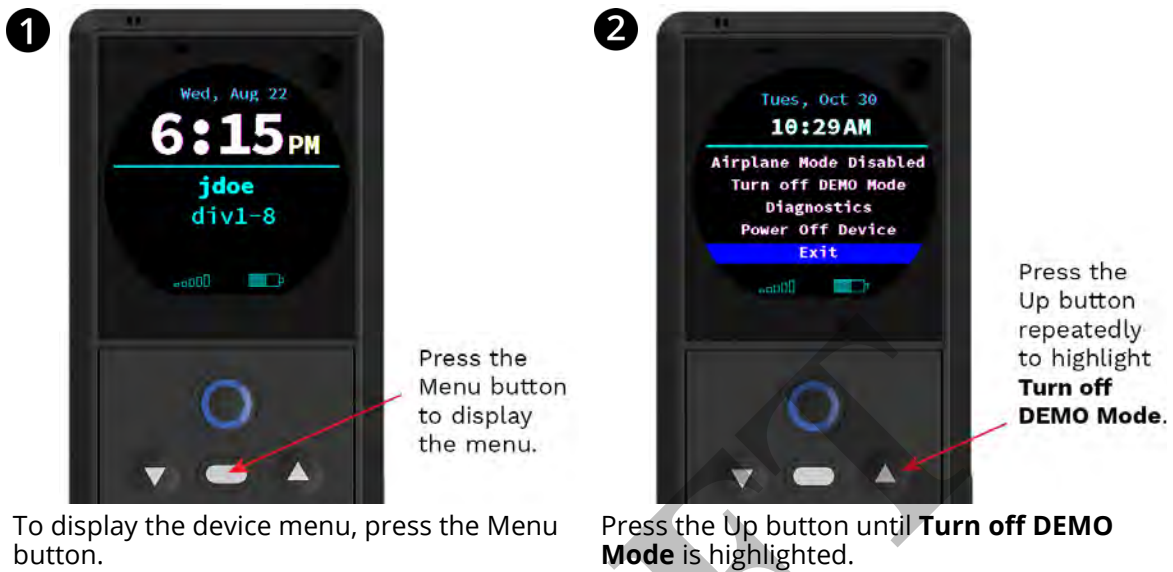 1
Wed, Aug 22
6:15 PM
jdoe
div1-8
Press the
Menu button
to display
the menu.
To display the device menu, press the Menu
button.
2
Tues, Oct 30
10:29AM
Airplane Mode Disabled
Turn off DEMO Mode
Diagnostics
Power Off Device
Exit
Press the
Up button
repeatedly
to highlight
Turn off
DEMO Mode.
Press the Up button until Turn off DEMO
Mode is highlighted.